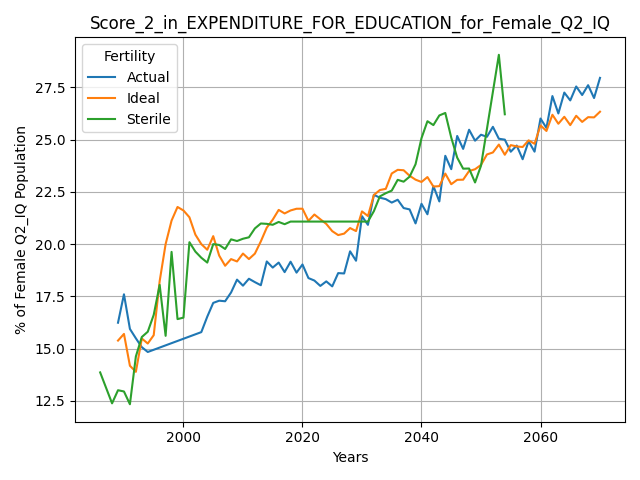 Score_2_in_EXPENDITURE_FOR_EDUCATION_for_Female_Q2_IQ
Fertility
Actual
Ideal
Sterile
% of Female Q2_IQ Population
27.5
25.0
22.5
20.0
17.5
15.0
12.5
2000
2020
2040
2060
Years